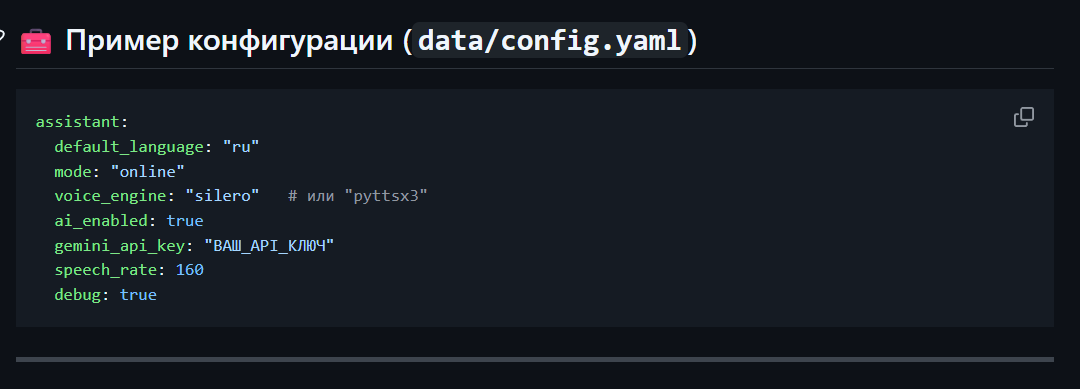 Пример конфигурации (data/config.yaml)
assistant:
  default_language: "ru"
  mode: "online"
  voice_engine: "silero"   # или "pyttsx3"
  ai_enabled: true
  gemini_api_key: "ВАШ_API_КЛЮЧ"
  speech_rate: 160
  debug: true